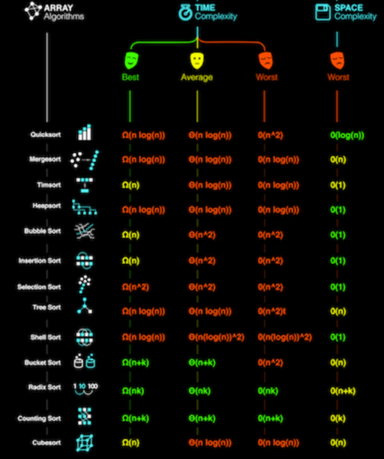 ARRAY Algorithms
TIME Complexity
SPACE Complexity
Best Average Worst Worst
Quicksort Ω(n log(n)) Θ(n log(n)) O(n^2) O(log(n))
Mergesort Ω(n log(n)) Θ(n log(n)) O(n log(n)) O(n)
Timsort Ω(n) Θ(n log(n)) O(n log(n)) O(1)
Heapsort Ω(n log(n)) Θ(n log(n)) O(n log(n)) O(1)
Bubble Sort Ω(n) Θ(n^2) O(n^2) O(1)
Insertion Sort Ω(n) Θ(n^2) O(n^2) O(1)
Selection Sort Ω(n^2) Θ(n^2) O(n^2) O(1)
Tree Sort Ω(n log(n)) Θ(n log(n)) O(n^2)t O(n)
Shell Sort Ω(n log(n)) Θ(n(log(n))^2) O(n(log(n))^2) O(1)
Bucket Sort Ω(n+k) Θ(n+k) O(n^2) O(n)
Radix Sort 1 10 100 Ω(nk) Θ(nk) O(nk) O(n+k)
Counting Sort Ω(n+k) Θ(n+k) O(n+k) O(k)
Cubesort Ω(n) Θ(n log(n)) O(n log(n)) O(n)